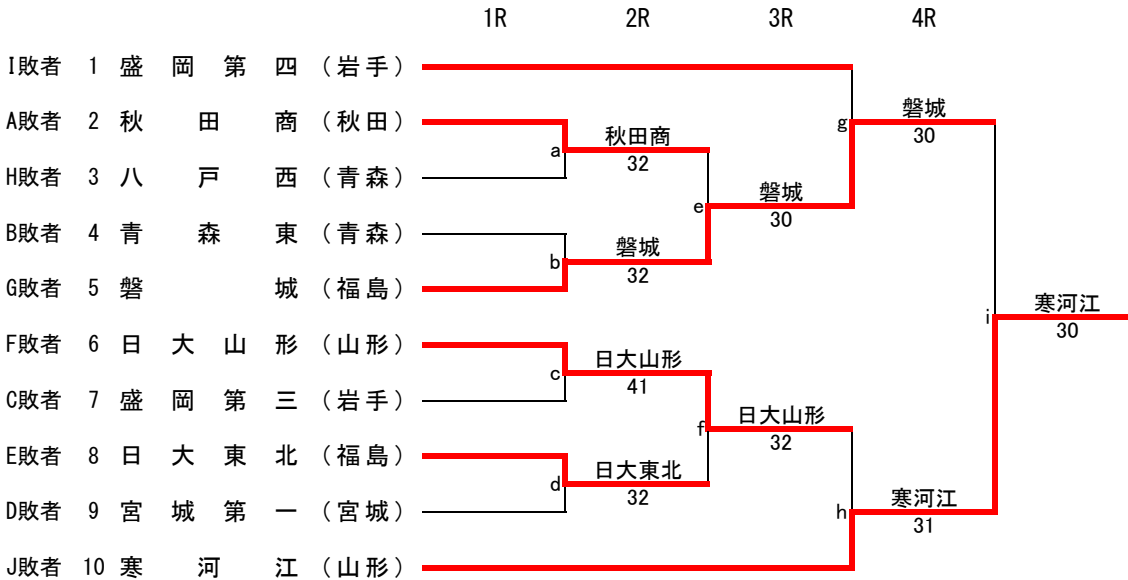 1R 2R 3R 4R
I敗者 1 盛岡第四 (岩手)
A敗者 2 秋田商 (秋田)
H敗者 3 八戸西 (青森)
B敗者 4 青森東 (青森)
G敗者 5 磐城 (福島)
F敗者 6 日大山形 (山形)
C敗者 7 盛岡第三 (岩手)
E敗者 8 日大東北 (福島)
D敗者 9 宮城第一 (宮城)
J敗者 10 寒河江 (山形)
a
秋田商
32
b
磐城
32
c
日大山形
41
d
日大東北
32
e
磐城
30
f
日大山形
32
g
磐城
30
h
寒河江
31
i
寒河江
30